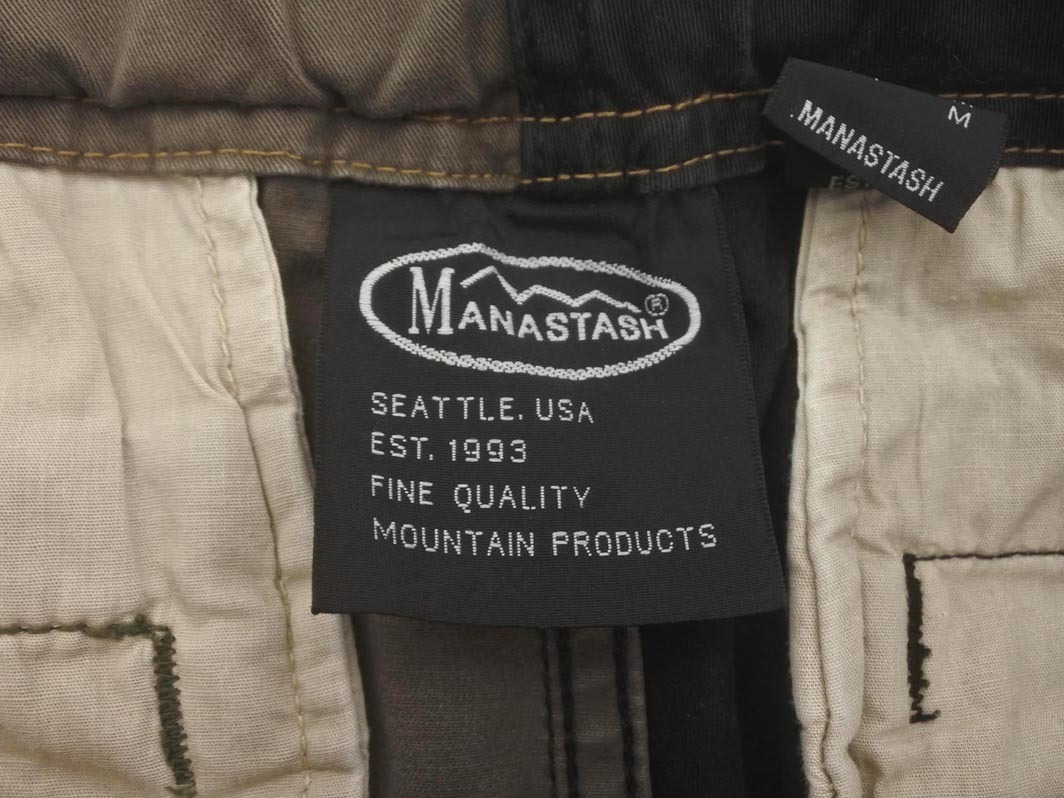 M
MANASTASH
MANASTASH ®
SEATTLE, USA
EST. 1993
FINE QUALITY
MOUNTAIN PRODUCTS